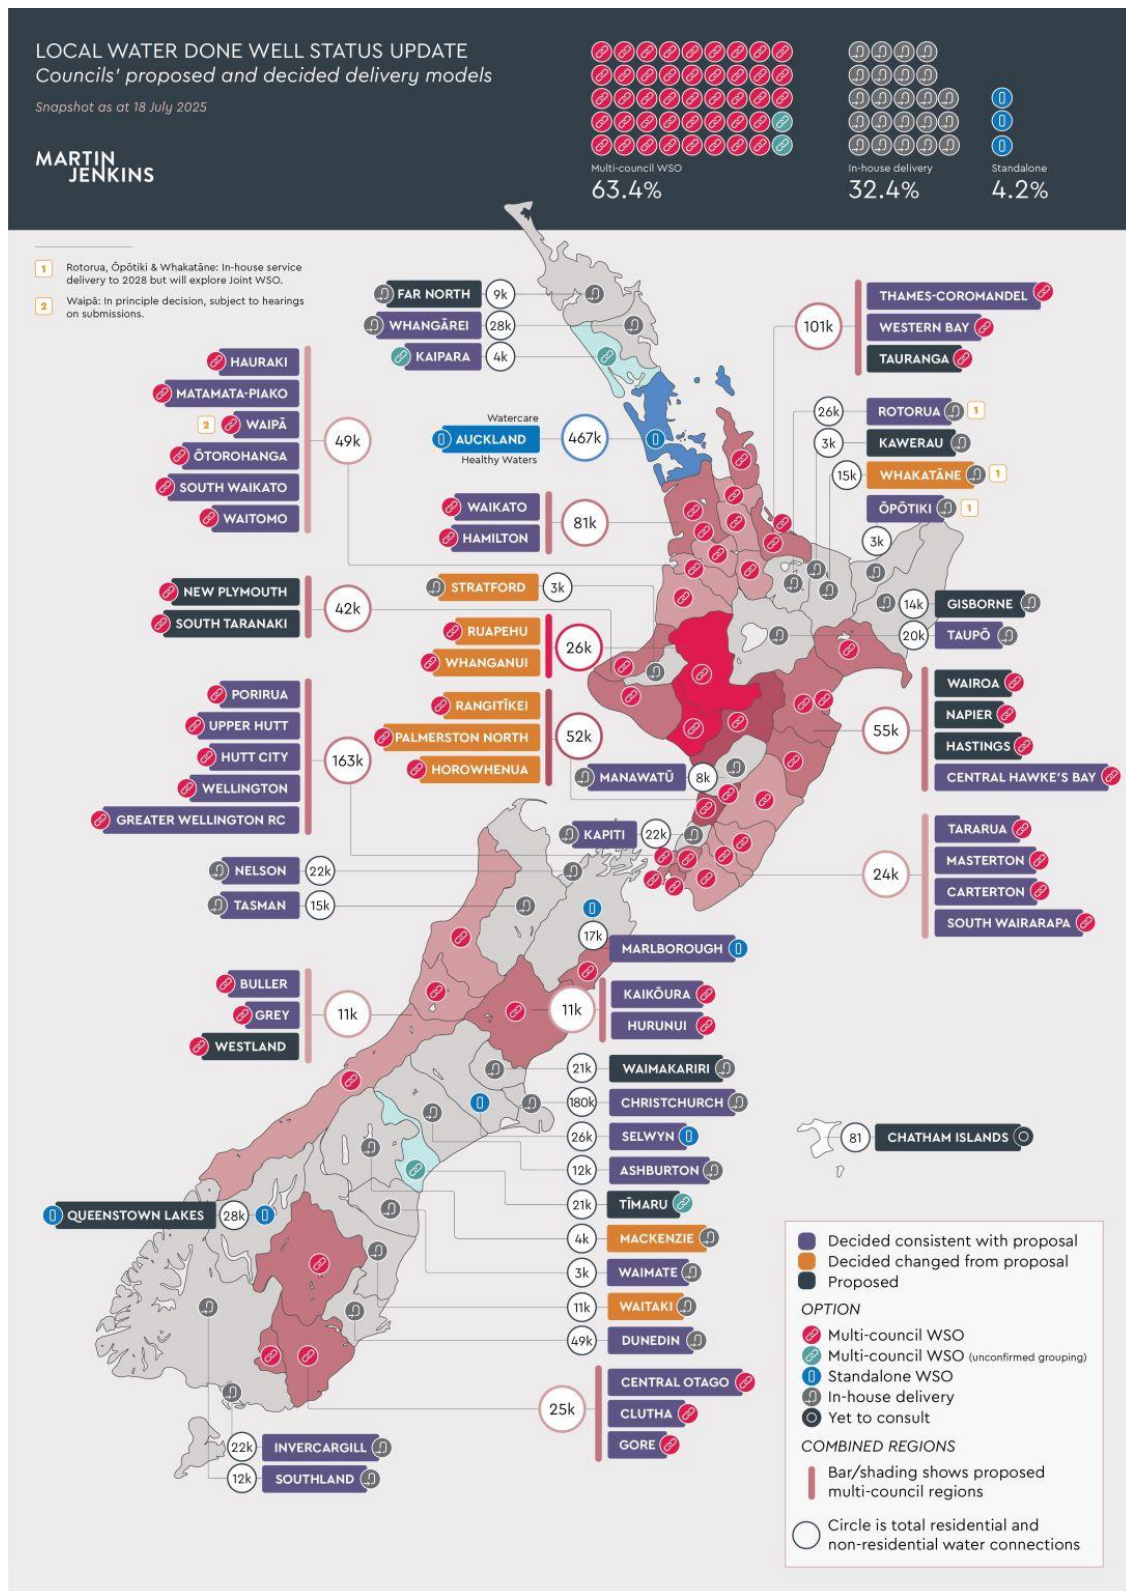 LOCAL WATER DONE WELL STATUS UPDATE
Councils' proposed and decided delivery models
Snapshot as at 18 July 2025
MARTIN
JENKINS
Multi-council WSO
63.4%
In-house delivery
32.4%
Standalone
4.2%
1
Rotorua, Ōpōtiki & Whakatāne: In-house service
delivery to 2028 but will explore Joint WSO.
2
Waipā: In principle decision, subject to hearings
on submissions.
FAR NORTH 9k
WHANGĀREI 28k
KAIPARA 4k
Watercare
AUCKLAND 467k
Healthy Waters
HAURAKI
MATAMATA-PIAKO
2 WAIPĀ
ŌTOROHANGA
SOUTH WAIKATO
WAITOMO
49k
WAIKATO
HAMILTON
81k
THAMES-COROMANDEL
WESTERN BAY
TAURANGA
101k
26k ROTORUA 1
3k KAWERAU
15k WHAKATĀNE 1
ŌPŌTIKI 1
3k
14k GISBORNE
20k TAUPŌ
NEW PLYMOUTH
SOUTH TARANAKI
42k
STRATFORD 3k
RUAPEHU
WHANGANUI
26k
RANGITĪKEI
PALMERSTON NORTH
HOROWHENUA
52k
MANAWATŪ 8k
WAIROA
NAPIER
HASTINGS
CENTRAL HAWKE'S BAY
55k
PORIRUA
UPPER HUTT
HUTT CITY
WELLINGTON
GREATER WELLINGTON RC
163k
KAPITI 22k
TARARUA
MASTERTON
CARTERTON
SOUTH WAIRARAPA
24k
NELSON 22k
TASMAN 15k
17k
MARLBOROUGH
BULLER
GREY
WESTLAND
11k
11k
KAIKŌURA
HURUNUI
21k WAIMAKARIRI
180k CHRISTCHURCH
26k SELWYN
12k ASHBURTON
21k TĪMARU
4k MACKENZIE
3k WAIMATE
11k WAITAKI
49k DUNEDIN
81 CHATHAM ISLANDS
QUEENSTOWN LAKES 28k
25k
CENTRAL OTAGO
CLUTHA
GORE
22k INVERCARGILL
12k SOUTHLAND
Decided consistent with proposal
Decided changed from proposal
Proposed
OPTION
Multi-council WSO
Multi-council WSO (unconfirmed grouping)
Standalone WSO
In-house delivery
Yet to consult
COMBINED REGIONS
Bar/shading shows proposed
multi-council regions
Circle is total residential and
non-residential water connections